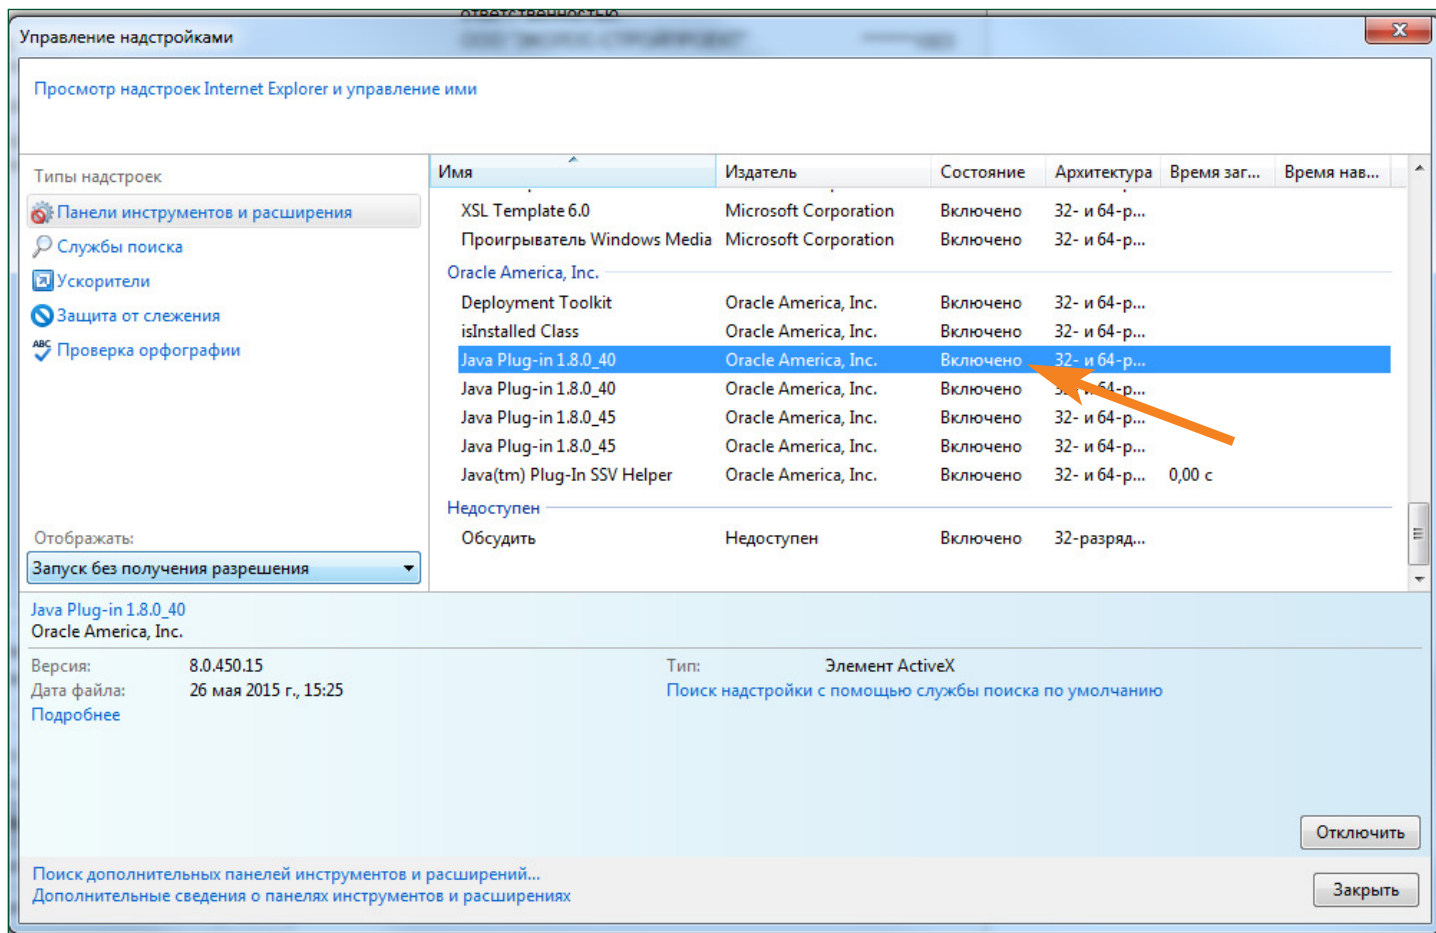 Управление надстройками
Просмотр надстроек Internet Explorer и управление ими
Типы надстроек
Панели инструментов и расширения
Службы поиска
Ускорители
Защита от слежения
ABC Проверка орфографии
Отображать:
Запуск без получения разрешения
Имя Издатель Состояние Архитектура Время заг... Время нав...
XSL Template 6.0 Microsoft Corporation Включено 32- и 64-р...
Проигрыватель Windows Media Microsoft Corporation Включено 32- и 64-р...
Oracle America, Inc.
Deployment Toolkit Oracle America, Inc. Включено 32- и 64-р...
isInstalled Class Oracle America, Inc. Включено 32- и 64-р...
Java Plug-in 1.8.0_40 Oracle America, Inc. Включено 32- и 64-р...
Java Plug-in 1.8.0_40 Oracle America, Inc. Включено 32- и 64-р...
Java Plug-in 1.8.0_45 Oracle America, Inc. Включено 32- и 64-р...
Java Plug-in 1.8.0_45 Oracle America, Inc. Включено 32- и 64-р...
Java(tm) Plug-In SSV Helper Oracle America, Inc. Включено 32- и 64-р... 0,00 с
Недоступен
Обсудить Недоступен Включено 32-разряд...
Java Plug-in 1.8.0_40
Oracle America, Inc.
Версия: 8.0.450.15 Тип: Элемент ActiveX
Дата файла: 26 мая 2015 г., 15:25 Поиск надстройки с помощью службы поиска по умолчанию
Подробнее
Отключить
Поиск дополнительных панелей инструментов и расширений...
Дополнительные сведения о панелях инструментов и расширениях
Закрыть